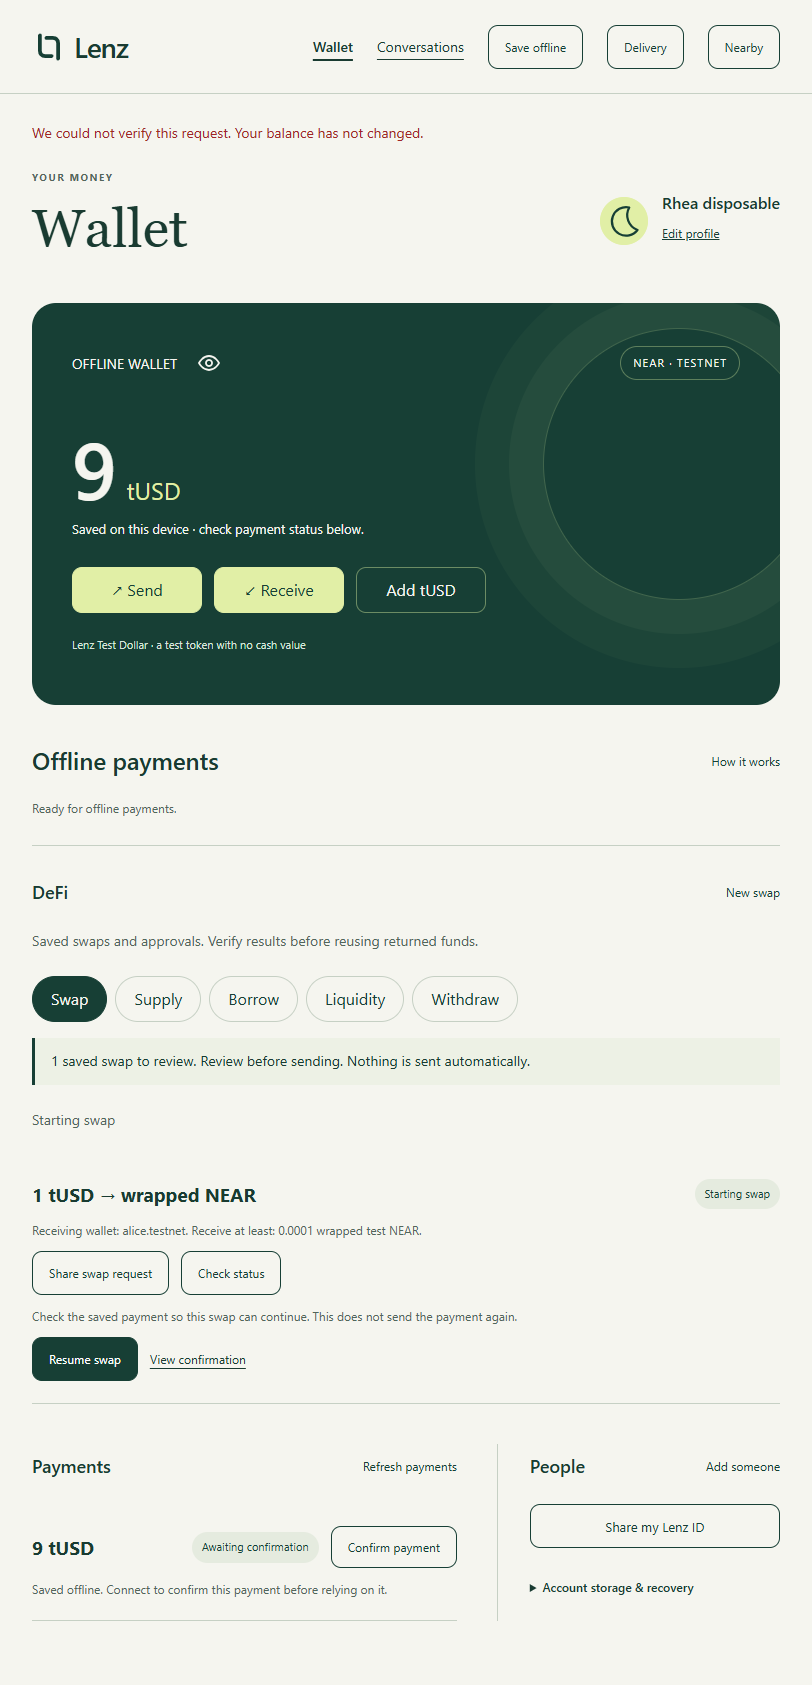 Lenz
Wallet
Conversations
Save offline
Delivery
Nearby
We could not verify this request. Your balance has not changed.
YOUR MONEY
Wallet
Rhea disposable
Edit profile
OFFLINE WALLET
NEAR · TESTNET
9 tUSD
Saved on this device · check payment status below.
↗ Send
↙ Receive
Add tUSD
Lenz Test Dollar · a test token with no cash value
Offline payments
How it works
Ready for offline payments.
DeFi
New swap
Saved swaps and approvals. Verify results before reusing returned funds.
Swap
Supply
Borrow
Liquidity
Withdraw
1 saved swap to review. Review before sending. Nothing is sent automatically.
Starting swap
1 tUSD → wrapped NEAR
Starting swap
Receiving wallet: alice.testnet. Receive at least: 0.0001 wrapped test NEAR.
Share swap request
Check status
Check the saved payment so this swap can continue. This does not send the payment again.
Resume swap
View confirmation
Payments
Refresh payments
9 tUSD
Awaiting confirmation
Confirm payment
Saved offline. Connect to confirm this payment before relying on it.
People
Add someone
Share my Lenz ID
▶ Account storage & recovery